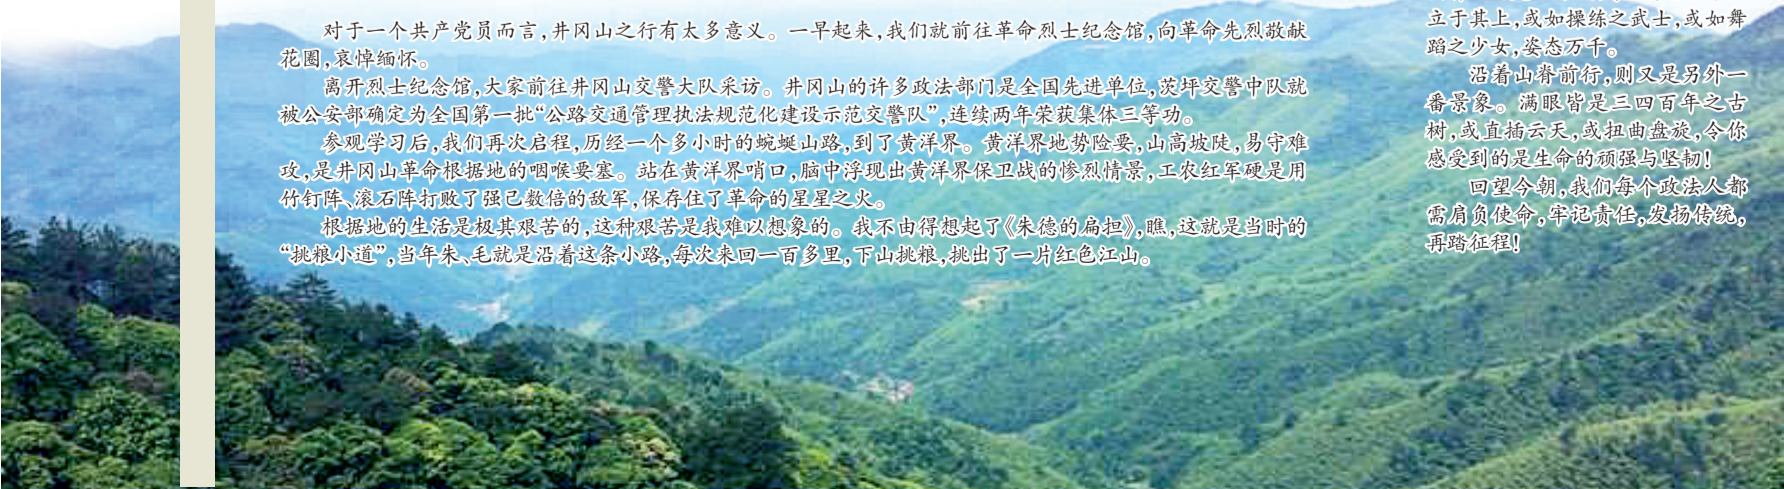 对于一个共产党员而言,井冈山之行有太多意义。一早起来,我们就前往革命烈士纪念馆,向革命先烈敬献
花圈,哀悼缅怀。
离开烈士纪念馆,大家前往井冈山交警大队采访。井冈山的许多政法部门是全国先进单位,茨坪交警中队就
被公安部确定为全国第一批“公路交通管理执法规范化建设示范交警队”,连续两年荣获集体三等功。
参观学习后,我们再次启程,历经一个多小时的蜿蜒山路,到了黄洋界。黄洋界地势险要,山高坡陡,易守难
攻,是井冈山革命根据地的咽喉要塞。站在黄洋界哨口,脑中浮现出黄洋界保卫战的惨烈情景,工农红军硬是用
竹钉阵、滚石阵打败了强己数倍的敌军,保存住了革命的星星之火。
根据地的生活是极其艰苦的,这种艰苦是我难以想象的。我不由得想起了《朱德的扁担》,瞧,这就是当时的
“挑粮小道”,当年朱、毛就是沿着这条小路,每次来回一百多里,下山挑粮,挑出了一片红色江山。
立于其上,或如操练之武士,或如舞
蹈之少女,姿态万千。
沿着山脊前行,则又是另外一
番景象。满眼皆是三四百年之古
树,或直插云天,或扭曲盘旋,令你
感受到的是生命的顽强与坚韧!
回望今朝,我们每个政法人都
需肩负使命,牢记责任,发扬传统,
再踏征程!